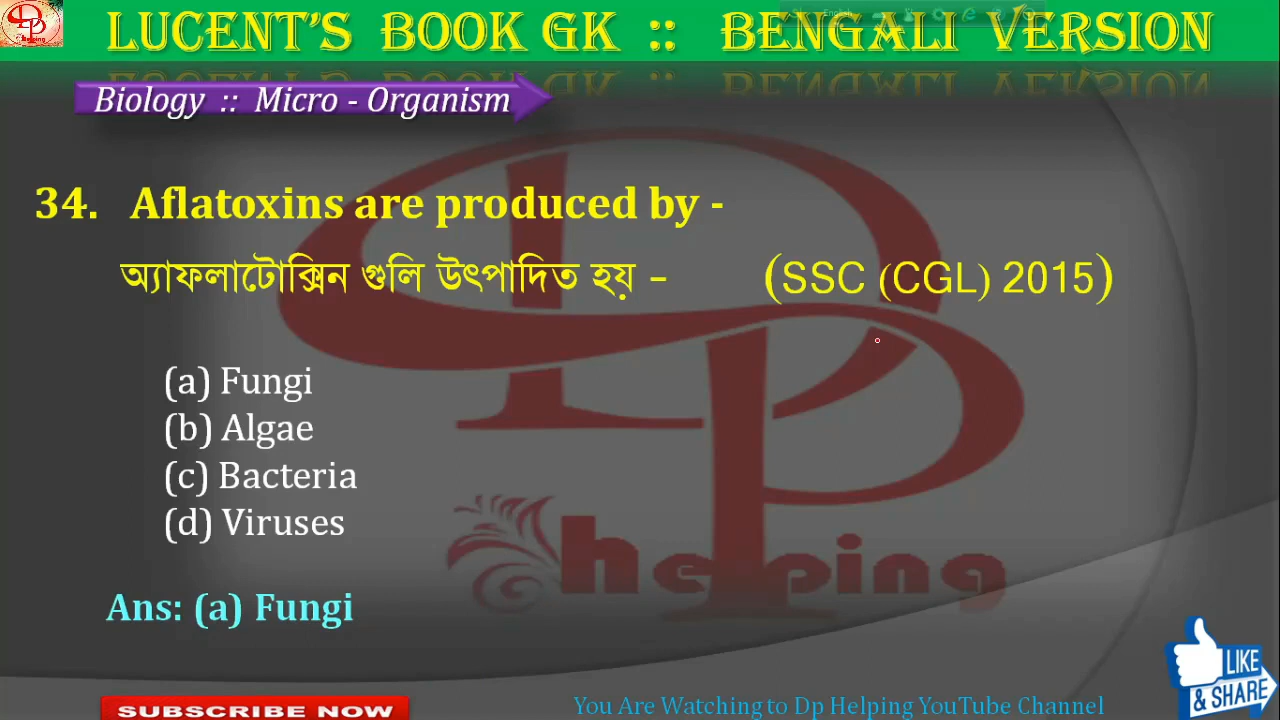 LUCENT'S BOOK GK :: BENGALI VERSION
Biology :: Micro - Organism
34. Aflatoxins are produced by -
অ্যাফলাটোক্সিন গুলি উৎপাদিত হয় –
(SSC (CGL) 2015)
(a) Fungi
(b) Algae
(c) Bacteria
(d) Viruses
Ans: (a) Fungi
helping
LIKE
& SHARE
SUBSCRIBE NOW
You Are Watching to Dp Helping YouTube Channel